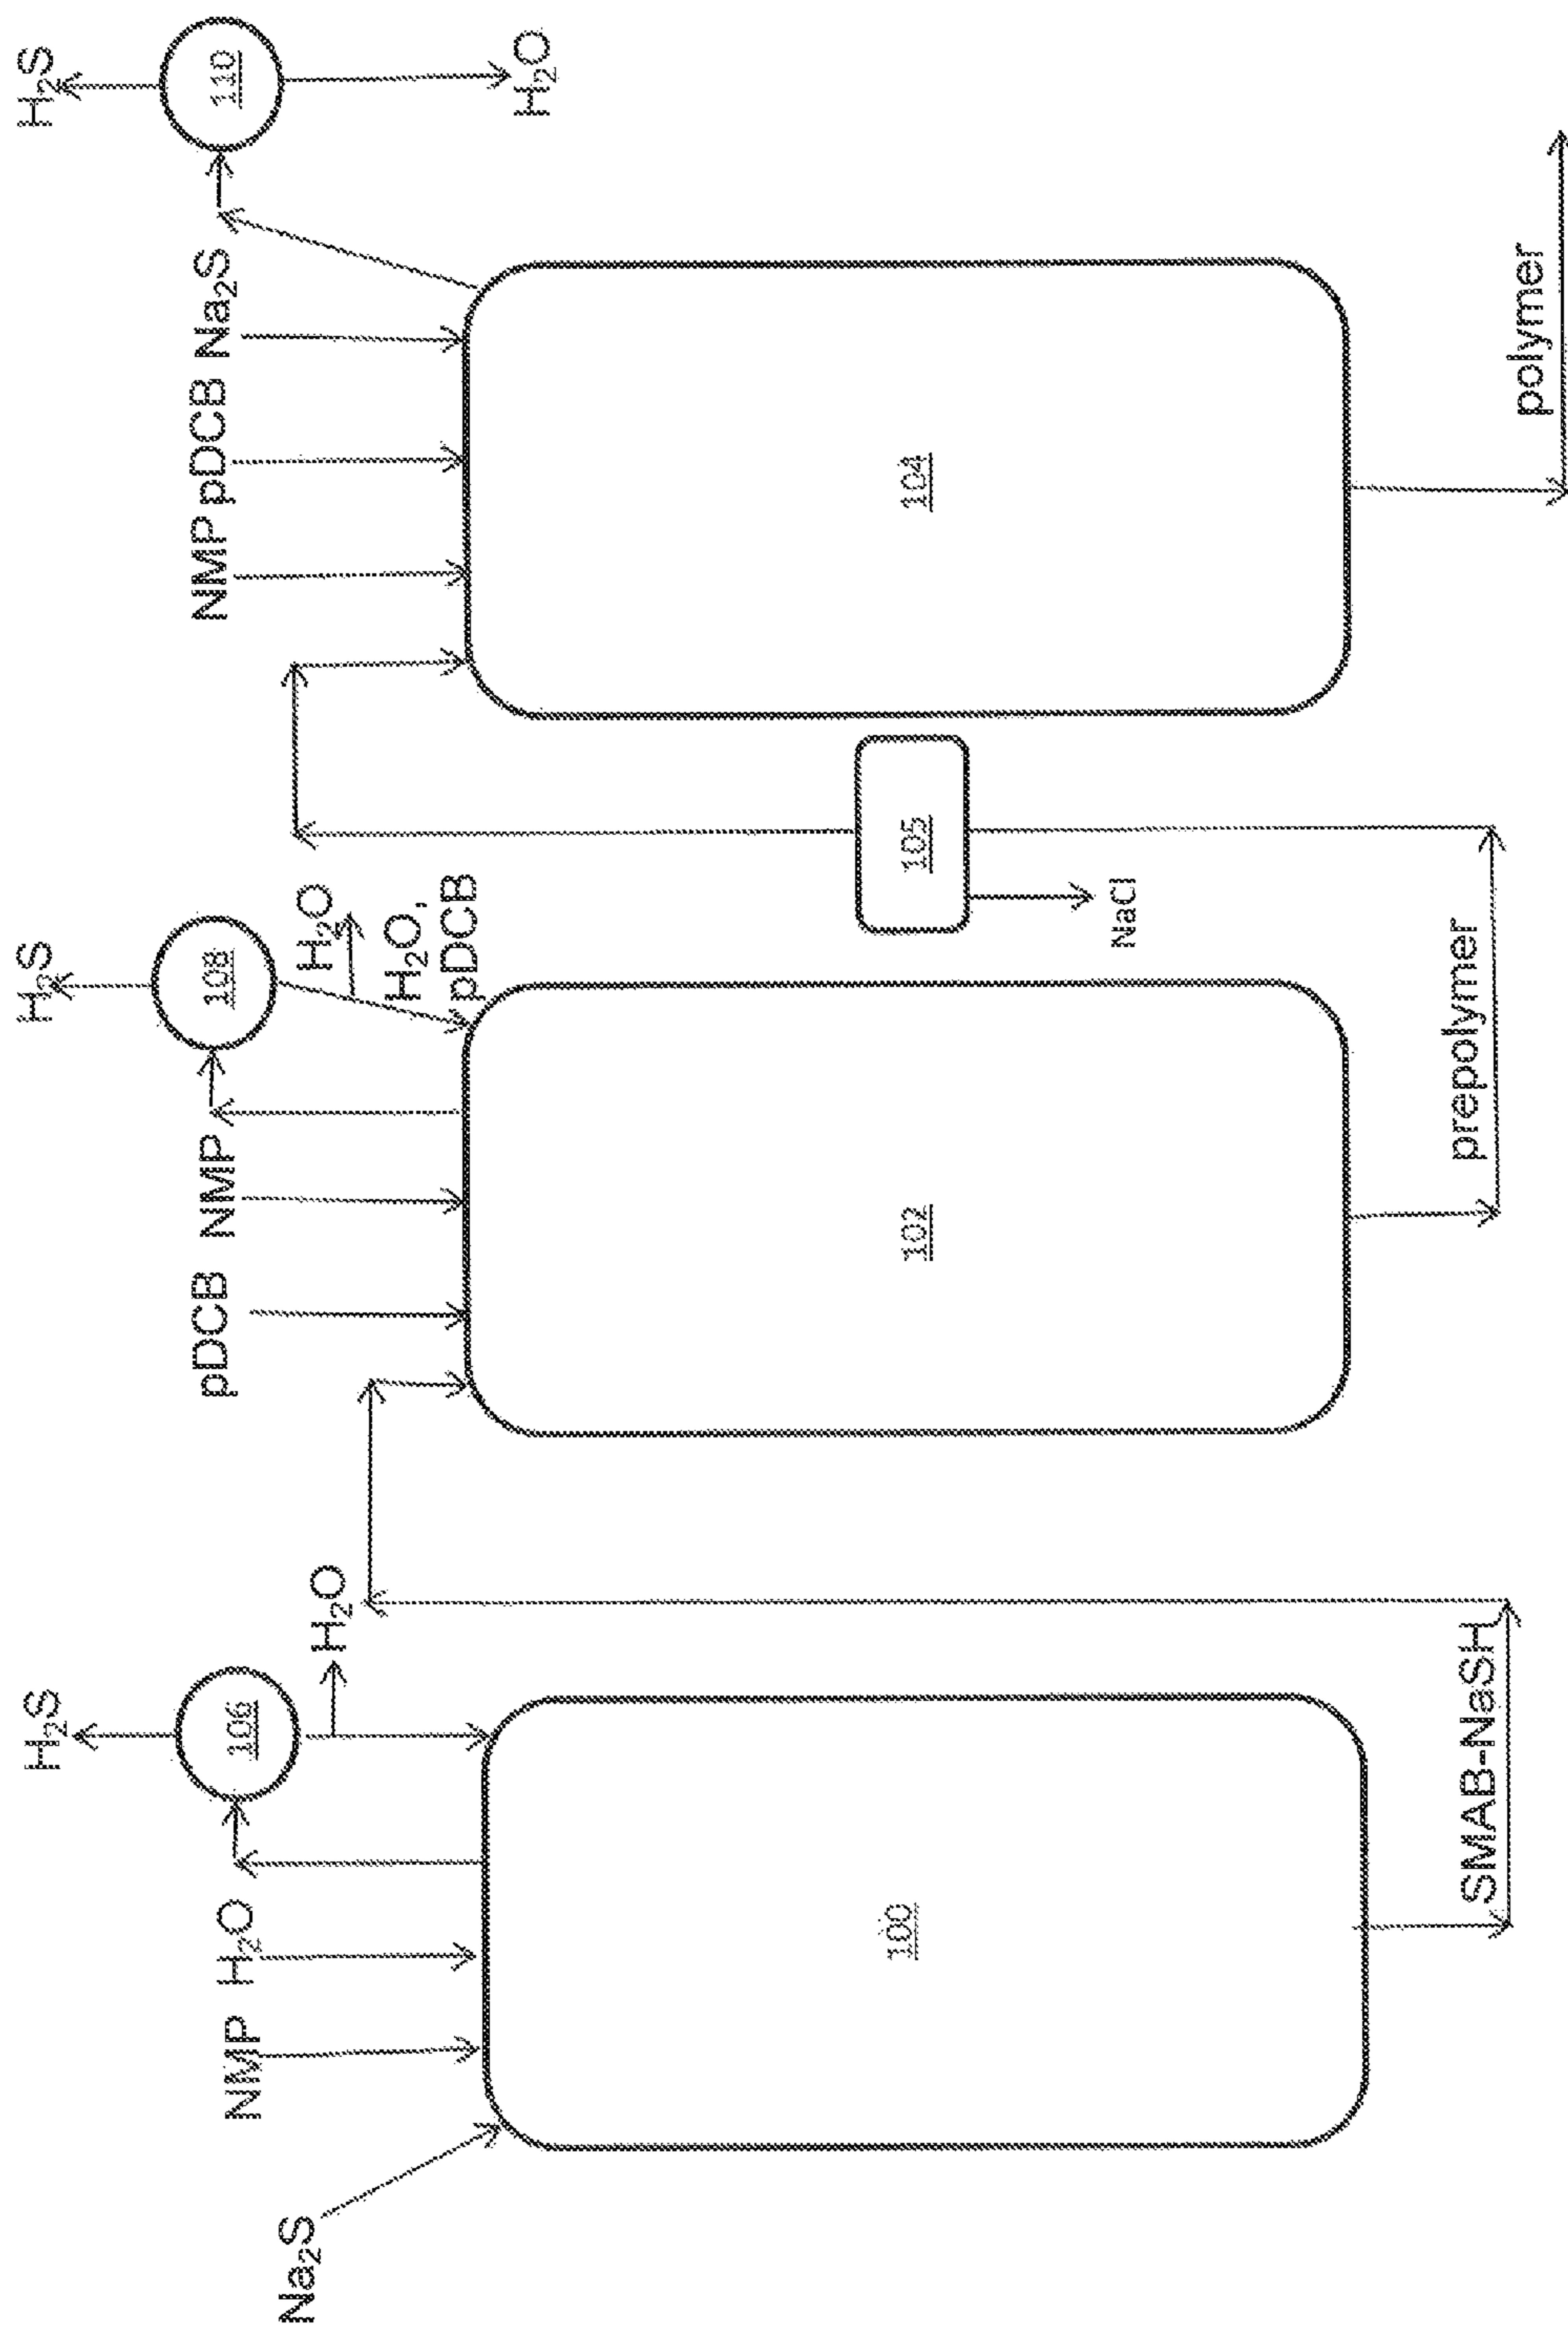 H₂S
106
H₂O
Na₂S
NMP
H₂O
100
SMAB-NaSH
H₂S
108
H₂O
H₂O,
pDCB
pDCB
NMP
102
prepolymer
105
NaCl
H₂S
110
H₂O
NMP
pDCB
Na₂S
104
polymer